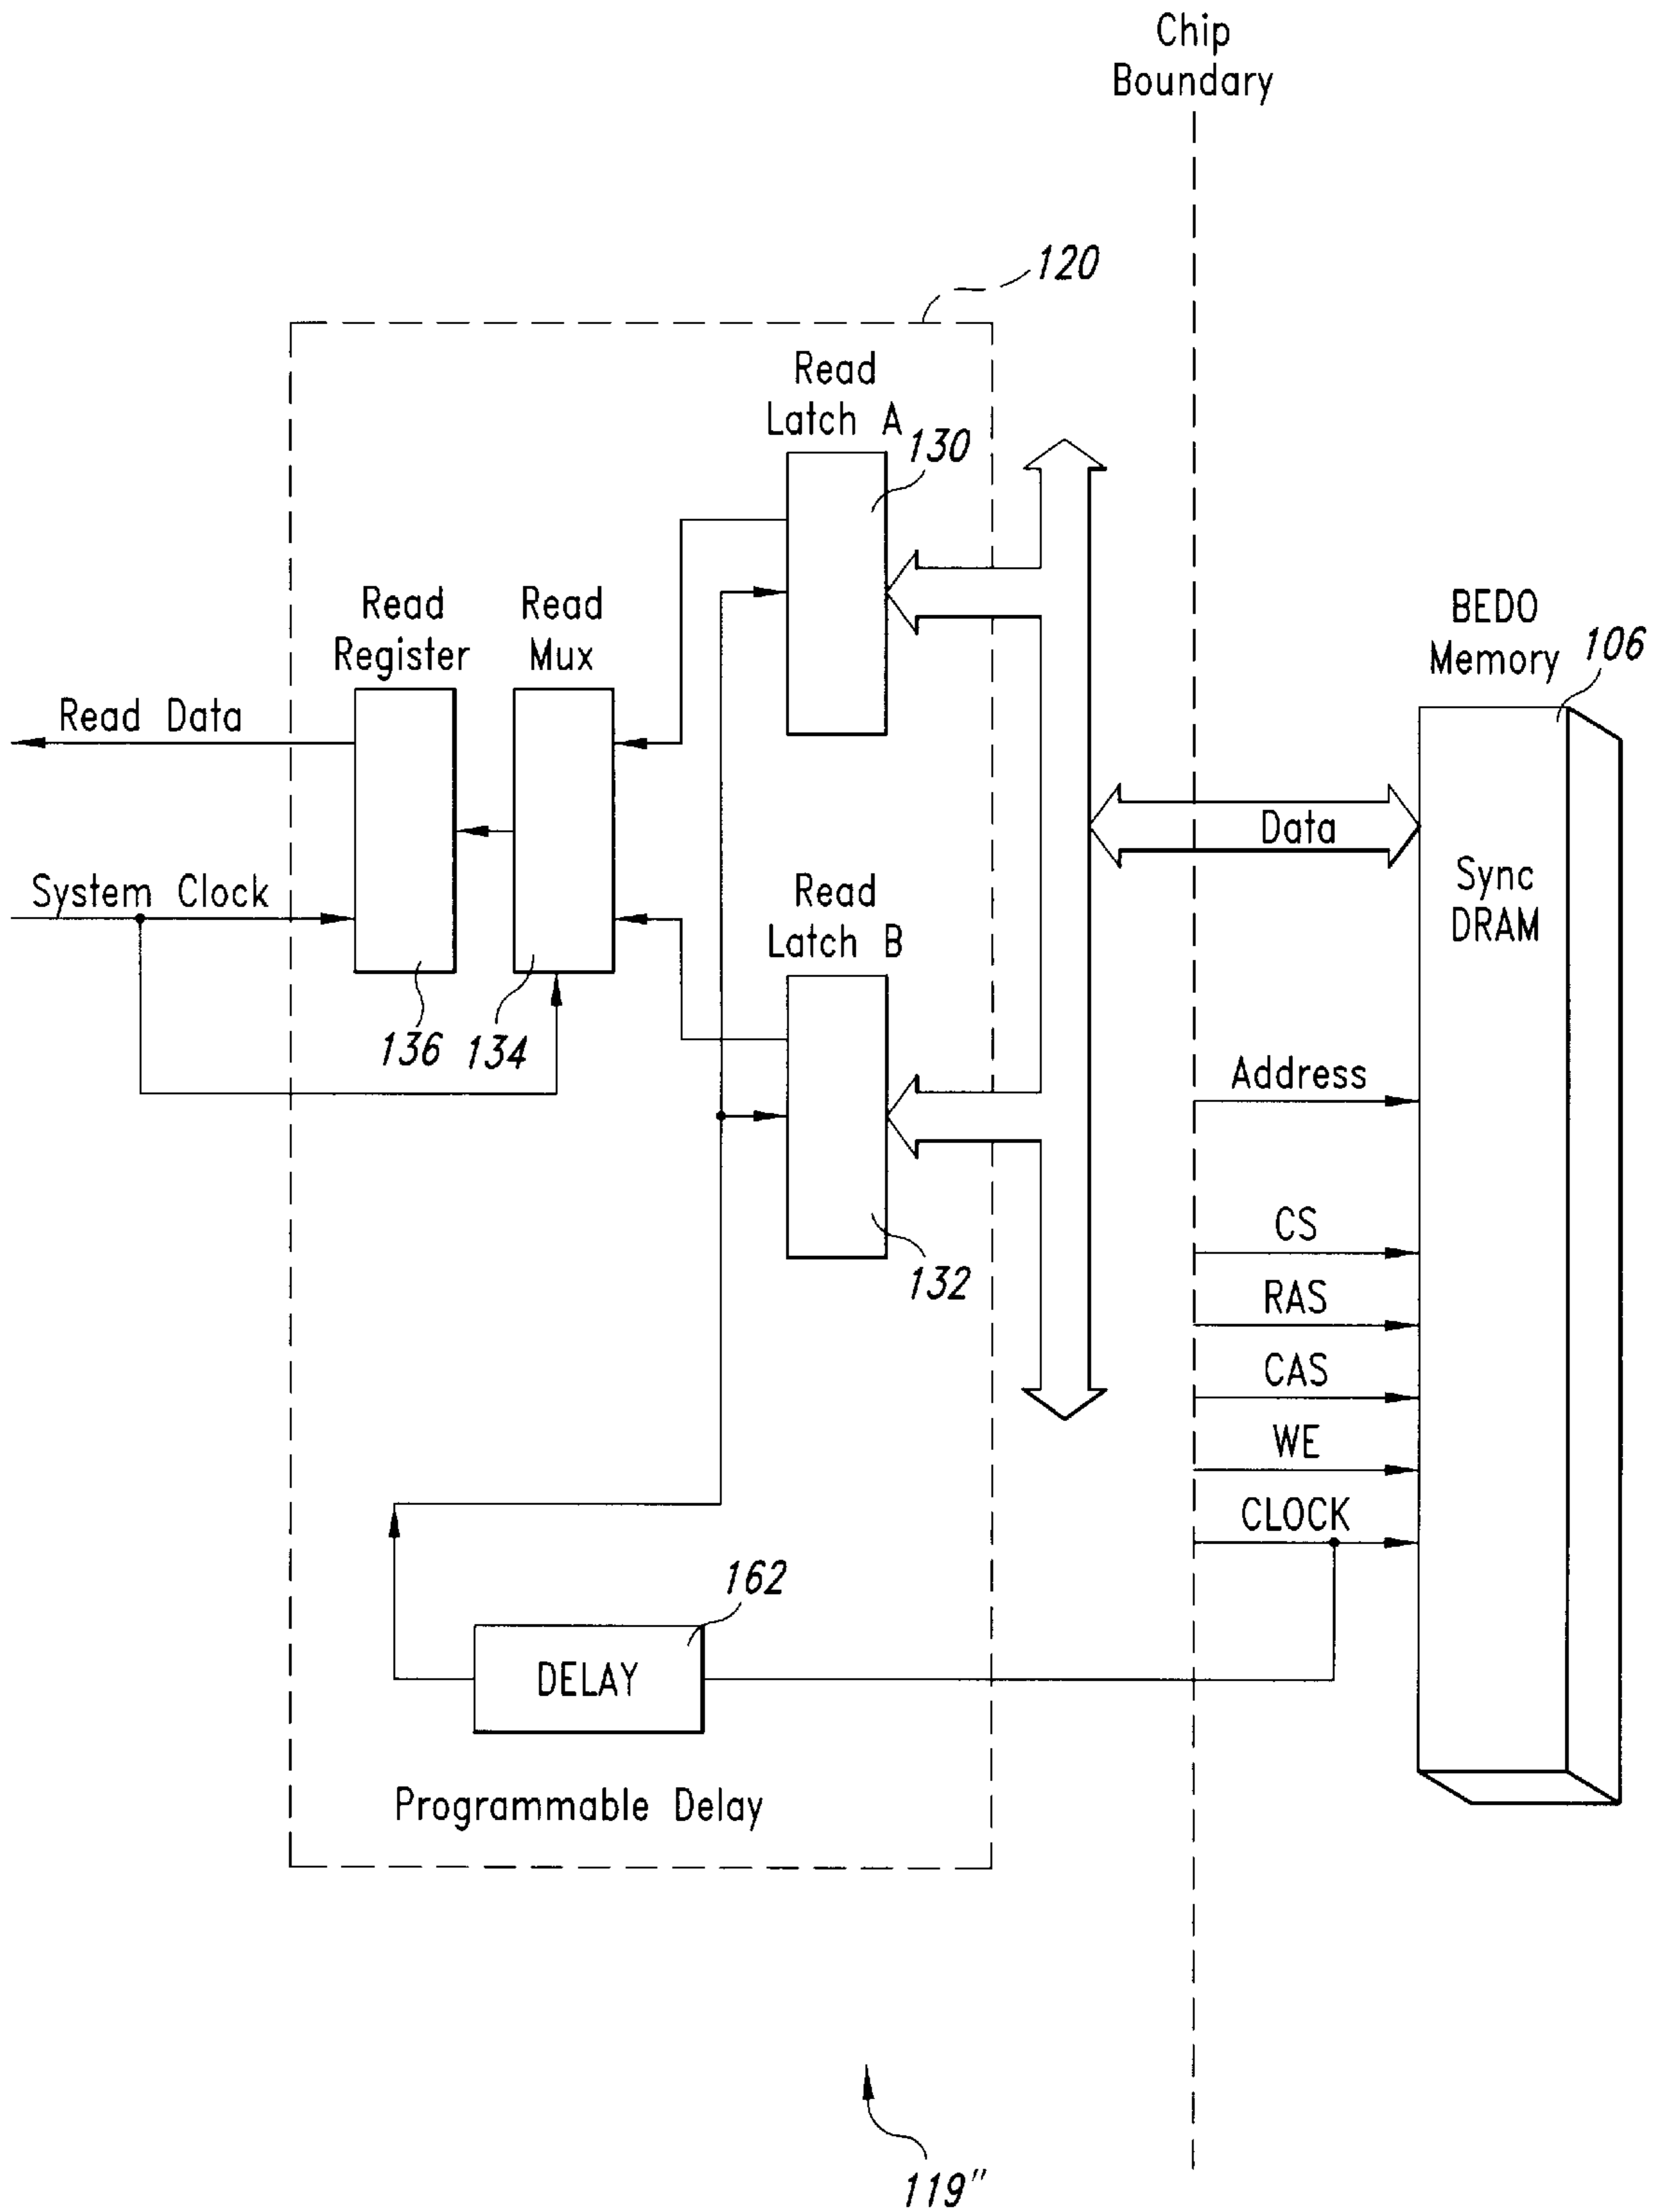 Chip
Boundary
120
Read
Latch A
130
Read
Register
Read
Mux
BEDO
Memory
106
Read Data
Data
Sync
DRAM
System Clock
Read
Latch B
136
134
Address
132
CS
RAS
CAS
WE
CLOCK
162
DELAY
Programmable Delay
119"